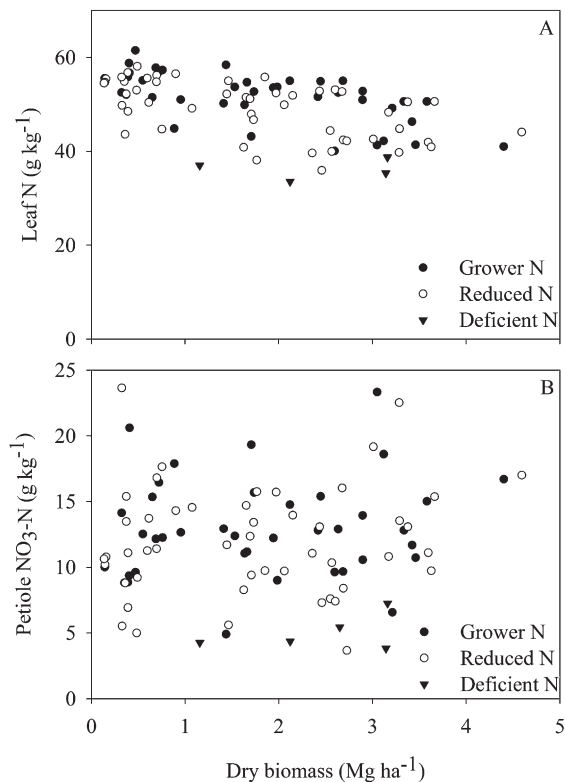 A
60
40
20
0
Leaf N (g kg-1)
Grower N
Reduced N
Deficient N
B
25
20
15
10
5
0
Petiole NO3-N (g kg-1)
Grower N
Reduced N
Deficient N
0 1 2 3 4 5
Dry biomass (Mg ha-1)